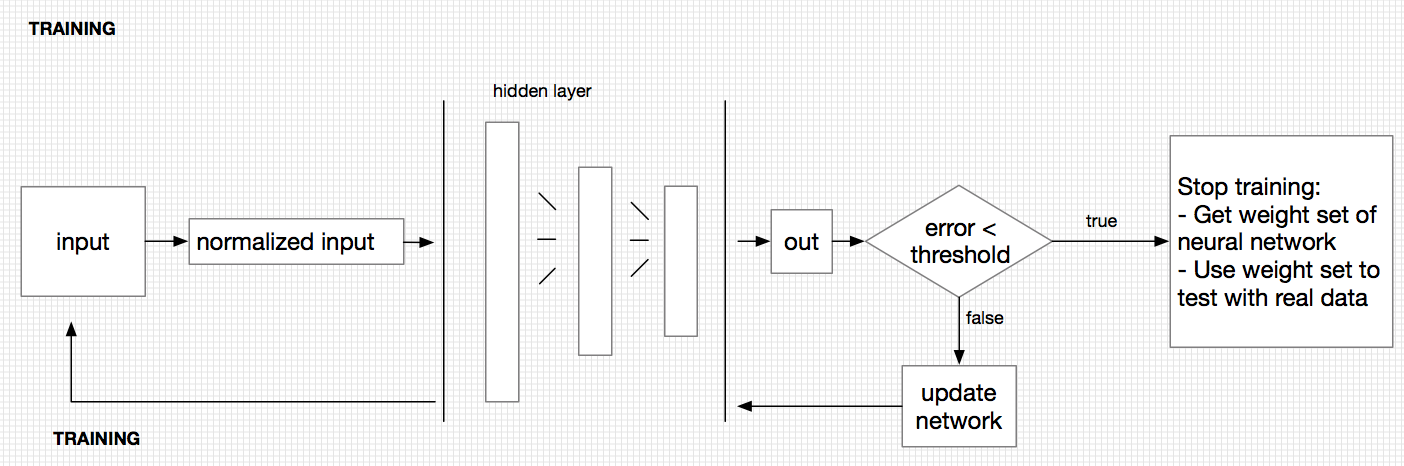 TRAINING
hidden layer
input
normalized input
out
error <
threshold
true
false
Stop training:
- Get weight set of
neural network
- Use weight set to
test with real data
update
network
TRAINING